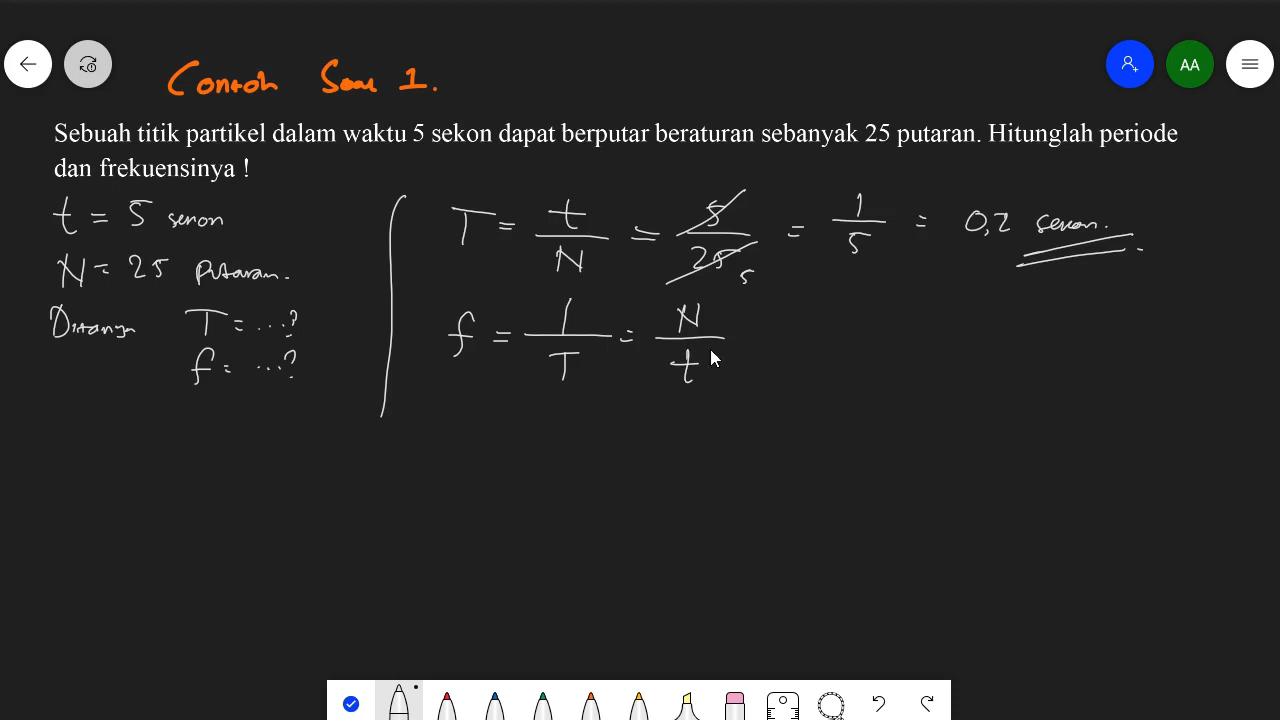 AA
Contoh Soal 1.
Sebuah titik partikel dalam waktu 5 sekon dapat berputar beraturan sebanyak 25 putaran. Hitunglah periode
dan frekuensinya !
t = 5 sekon
N = 25 Putaran.
Ditanya T = ...?
f = ...?
T = t/N = 5/25 5 = 1/5 = 0,2 sekon.
f = 1/T = N/t